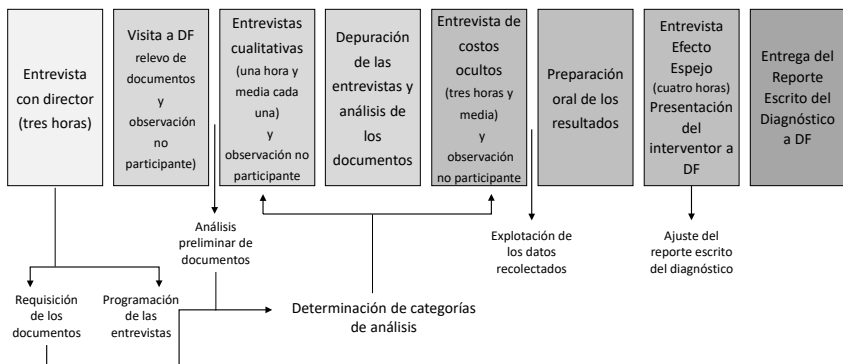 Entrevista
con director
(tres horas)
Visita a DF
relevo de
documentos
y
observación
no
participante)
Entrevistas
cualitativas
(una hora y
media cada
una)
y
observación no
participante
Depuración
de las
entrevistas y
análisis de
los
documentos
Entrevista de
costos
ocultos
(tres horas y
media)
y
observación
no participante
Preparación
oral de los
resultados
Entrevista
Efecto
Espejo
(cuatro horas)
Presentación
del
interventor a
DF
Entrega del
Reporte
Escrito del
Diagnóstico
a DF
Análisis
preliminar de
documentos
Explotación de
los datos
recolectados
Ajuste del
reporte escrito
del diagnóstico
Requisición
de los
documentos
Programación
de las
entrevistas
Determinación de categorías
de análisis